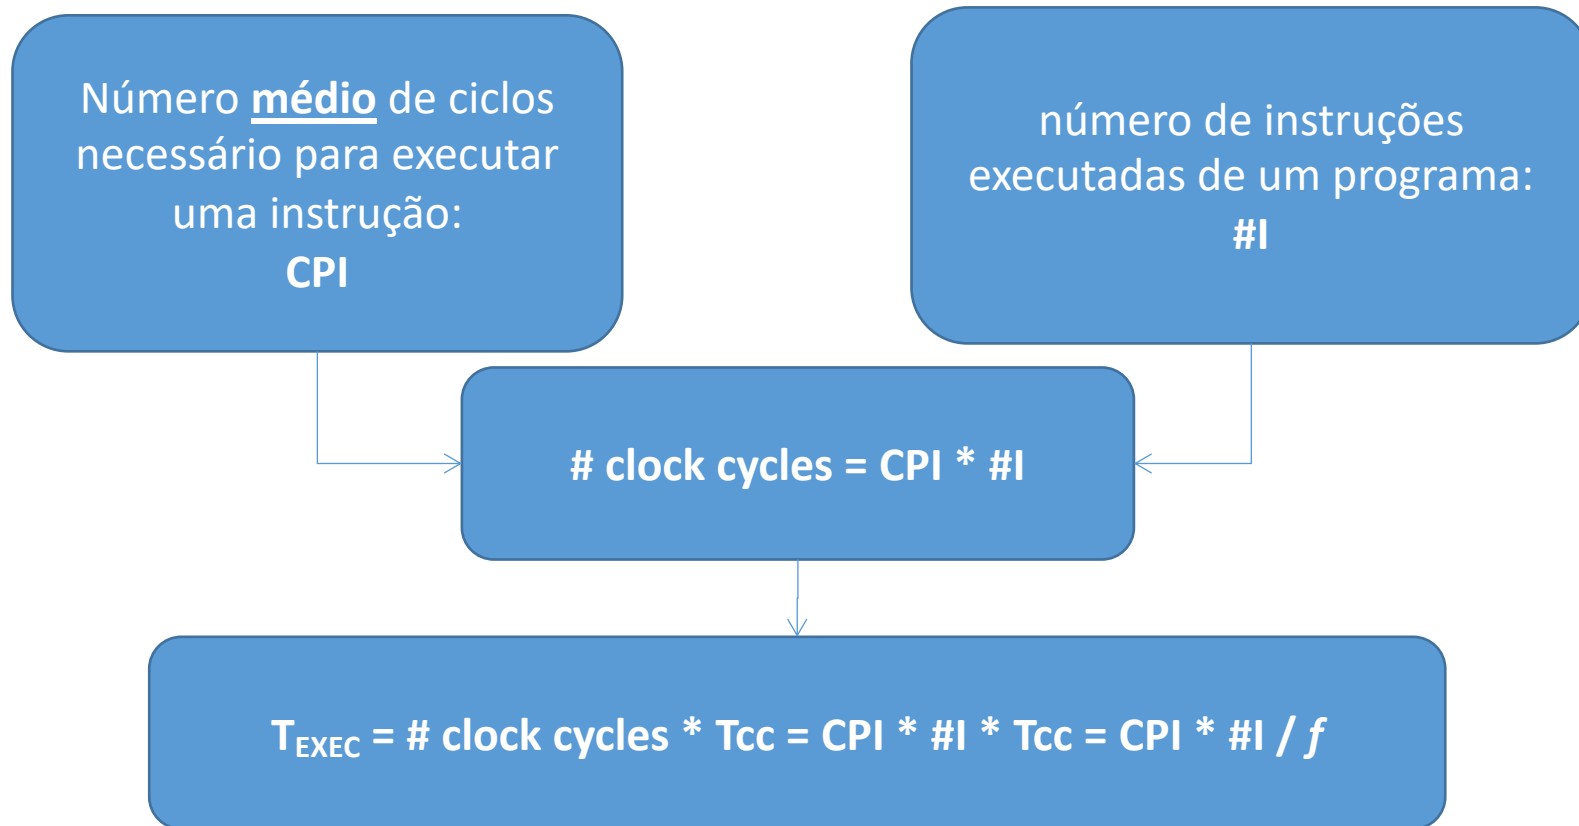 Número médio de ciclos
necessário para executar
uma instrução:
CPI
número de instruções
executadas de um programa:
#I
# clock cycles = CPI * #I
T_EXEC = # clock cycles * Tcc = CPI * #I * Tcc = CPI * #I / f